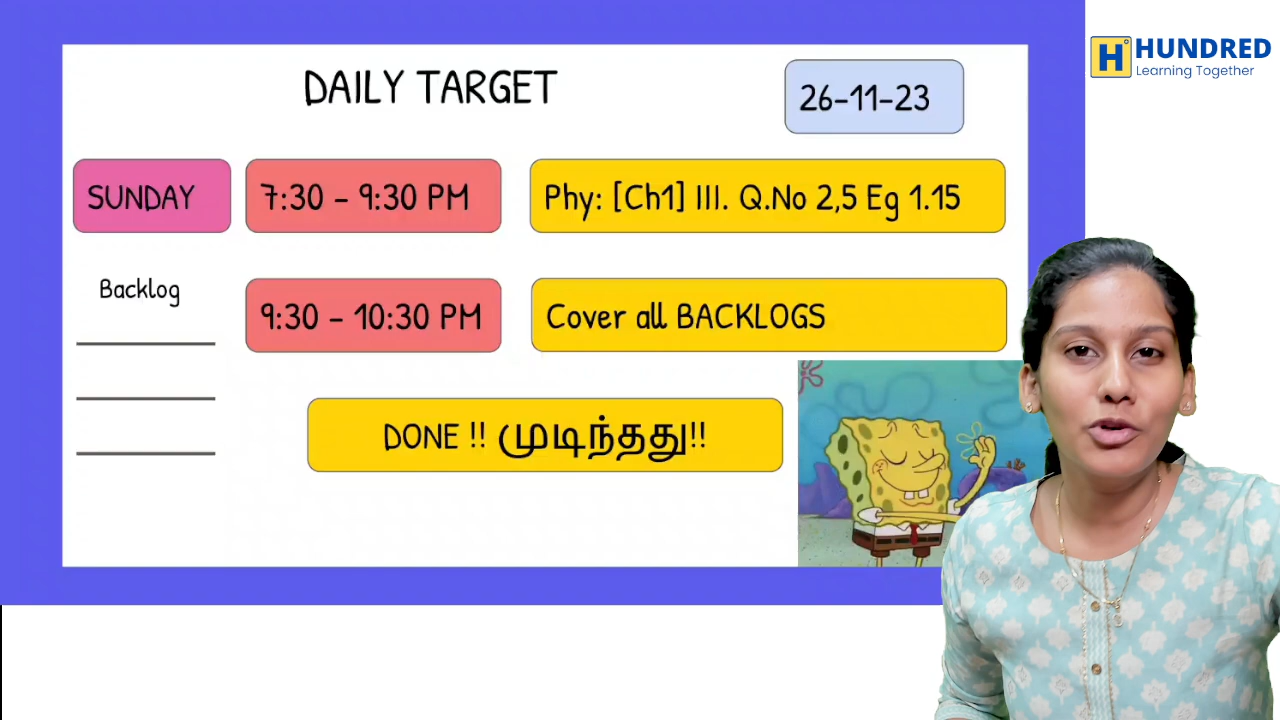 DAILY TARGET
26-11-23
HUNDRED
Learning Together
SUNDAY
7:30 - 9:30 PM
Phy: [Ch1] III. Q.No 2,5 Eg 1.15
Backlog
9:30 - 10:30 PM
Cover all BACKLOGS
DONE !! முடிந்தது!!